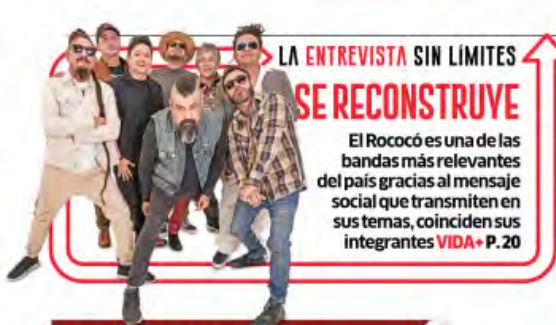 LA ENTREVISTA SIN LÍMITES
SE RECONSTRUYE
El Rococó es una de las
bandas más relevantes
del país gracias al mensaje
social que transmiten en
sus temas, coinciden sus
integrantes VIDA+ P. 20